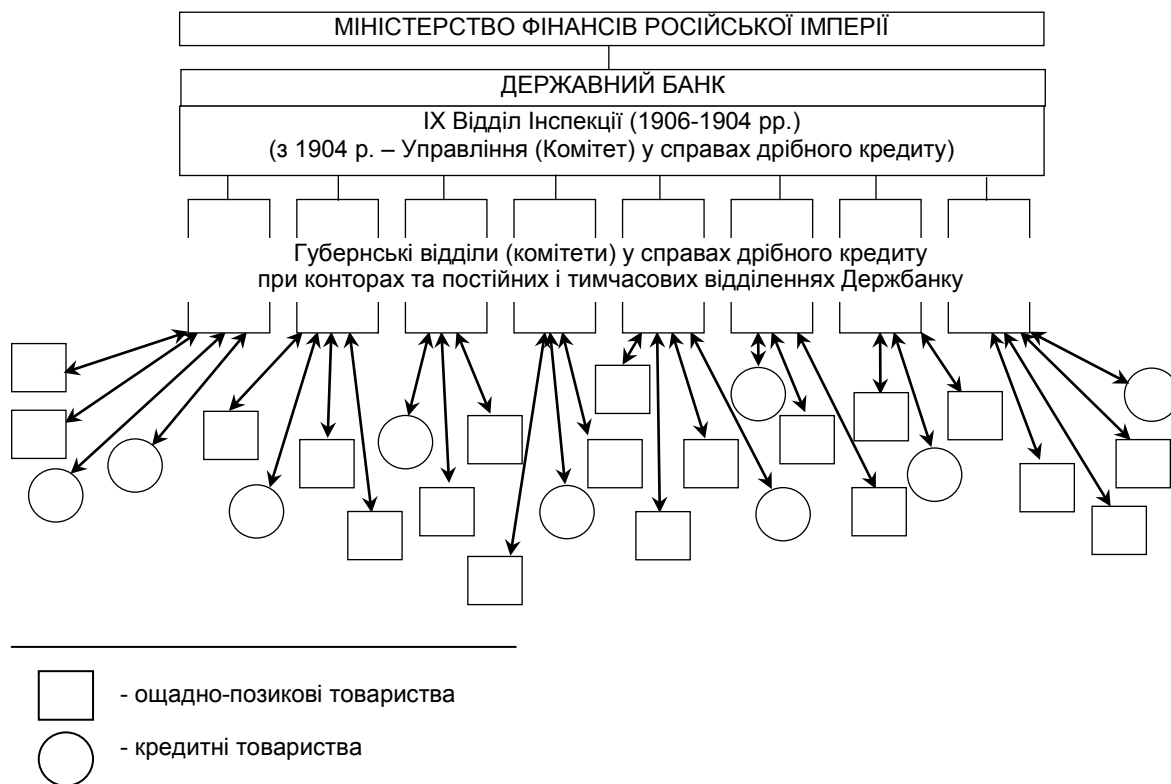 МІНІСТЕРСТВО ФІНАНСІВ РОСІЙСЬКОЇ ІМПЕРІЇ
ДЕРЖАВНИЙ БАНК
ІХ Відділ Інспекції (1906-1904 рр.)
(з 1904 р. – Управління (Комітет) у справах дрібного кредиту)
Губернські відділи (комітети) у справах дрібного кредиту
при конторах та постійних і тимчасових відділеннях Держбанку
- ощадно-позикові товариства
- кредитні товариства